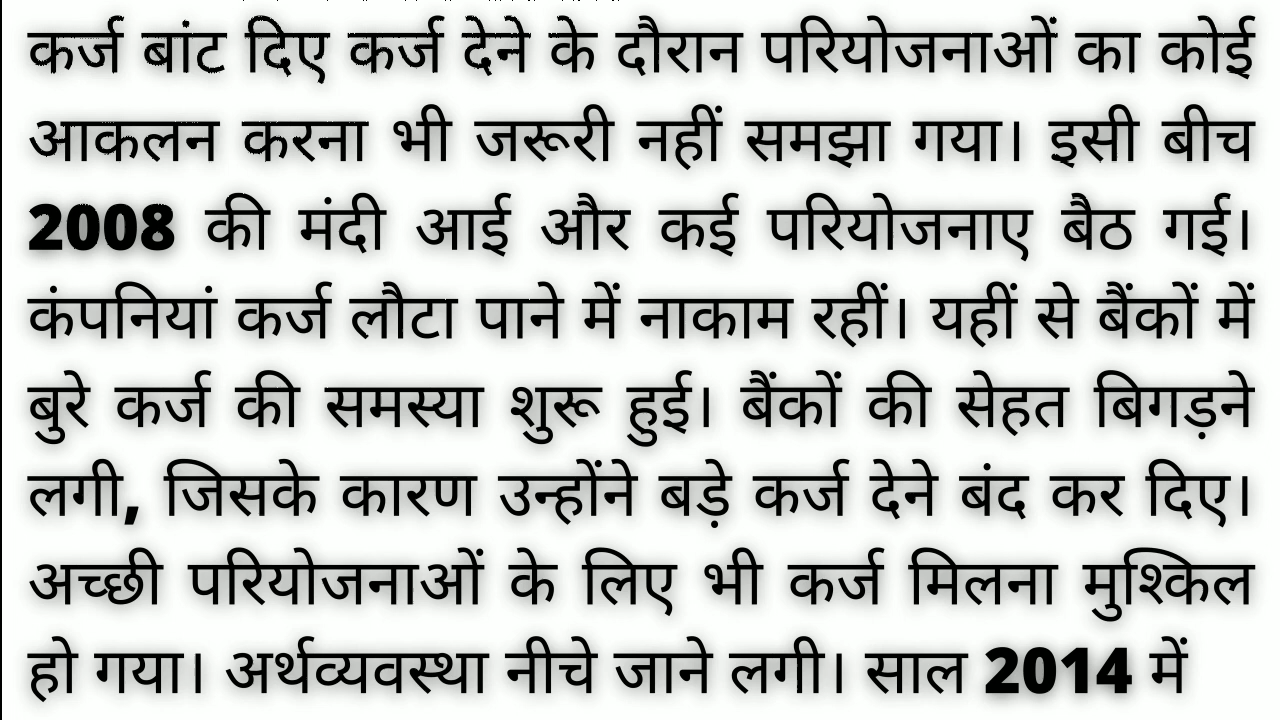 कर्ज बांट दिए कर्ज देने के दौरान परियोजनाओं का कोई
आकलन करना भी जरूरी नहीं समझा गया। इसी बीच
2008 की मंदी आई और कई परियोजनाए बैठ गई।
कंपनियां कर्ज लौटा पाने में नाकाम रहीं। यहीं से बैंकों में
बुरे कर्ज की समस्या शुरू हुई। बैंकों की सेहत बिगड़ने
लगी, जिसके कारण उन्होंने बड़े कर्ज देने बंद कर दिए।
अच्छी परियोजनाओं के लिए भी कर्ज मिलना मुश्किल
हो गया। अर्थव्यवस्था नीचे जाने लगी। साल 2014 में